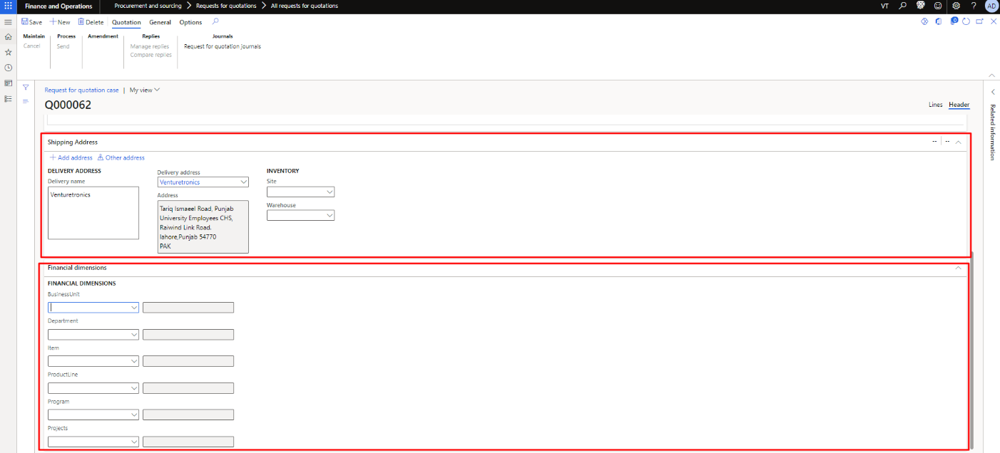 Finance and Operations
Procurement and sourcing
Requests for quotations
All requests for quotations
VT
100
?
AD
Save
New
Delete
Quotation
General
Options
0
Maintain
Process
Amendment
Replies
Journals
Cancel
Send
Manage replies
Request for quotation journals
Compare replies
Request for quotation case | My view
Q000062
Lines
Header
Related information
Shipping Address
-- | --
Add address
Other address
DELIVERY ADDRESS
Delivery name
Venturetronics
Delivery address
Venturetronics
Address
Tariq Ismaeel Road, Punjab
University Employees CHS,
Raiwind Link Road.
lahore,Punjab 54770
PAK
INVENTORY
Site
Warehouse
Financial dimensions
FINANCIAL DIMENSIONS
BusinessUnit
Department
Item
ProductLine
Program
Projects